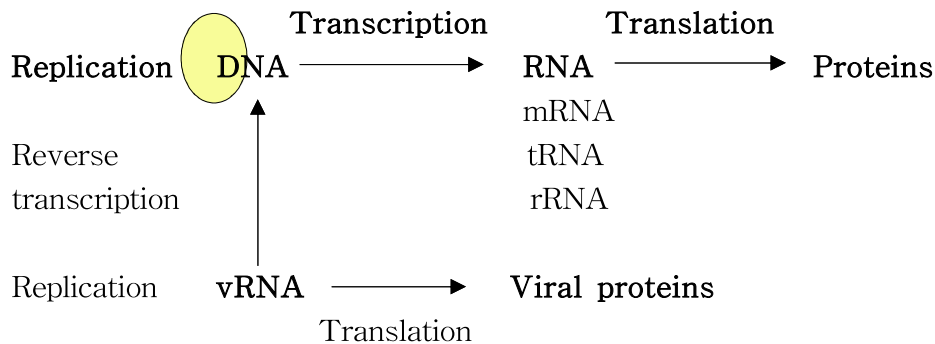 Transcription Translation
Replication DNA RNA Proteins
mRNA
Reverse tRNA
transcription rRNA
Replication vRNA Viral proteins
Translation